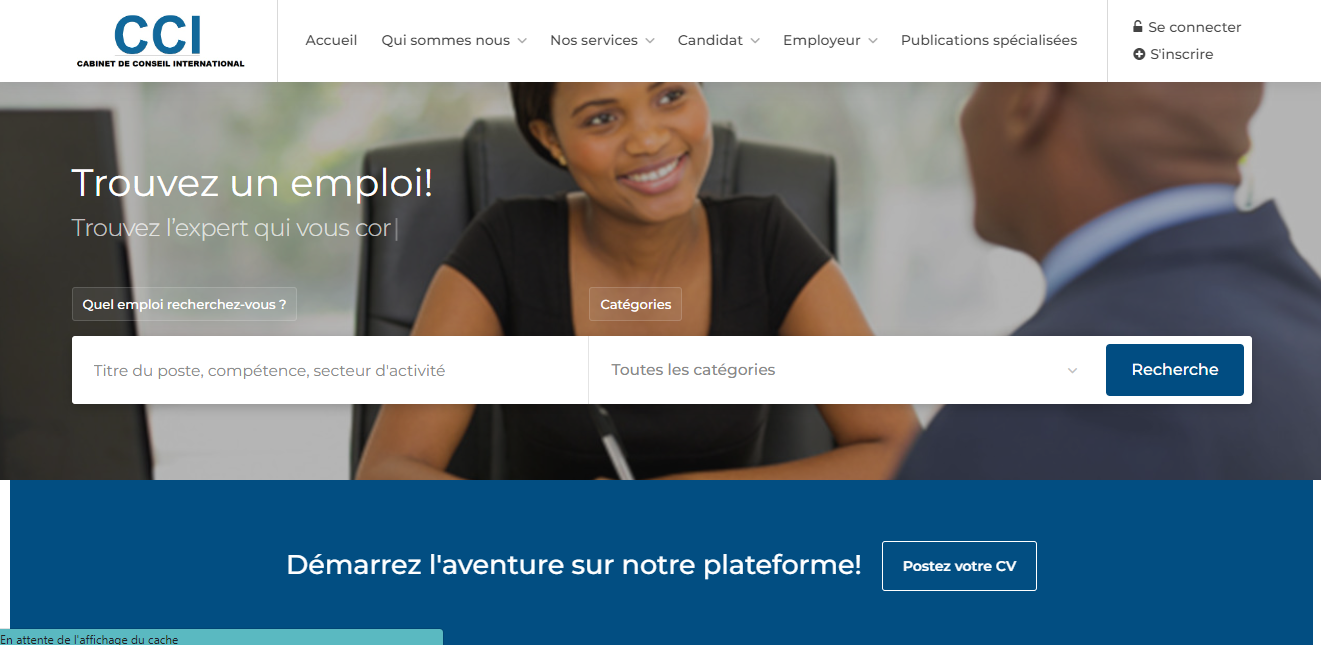 CCI
CABINET DE CONSEIL INTERNATIONAL
Accueil
Qui sommes nous
Nos services
Candidat
Employeur
Publications spécialisées
Se connecter
S'inscrire
Trouvez un emploi!
Trouvez l’expert qui vous cor|
Quel emploi recherchez-vous ?
Catégories
Titre du poste, compétence, secteur d'activité
Toutes les catégories
Recherche
Démarrez l'aventure sur notre plateforme!
Postez votre CV
En attente de l'affichage du cache